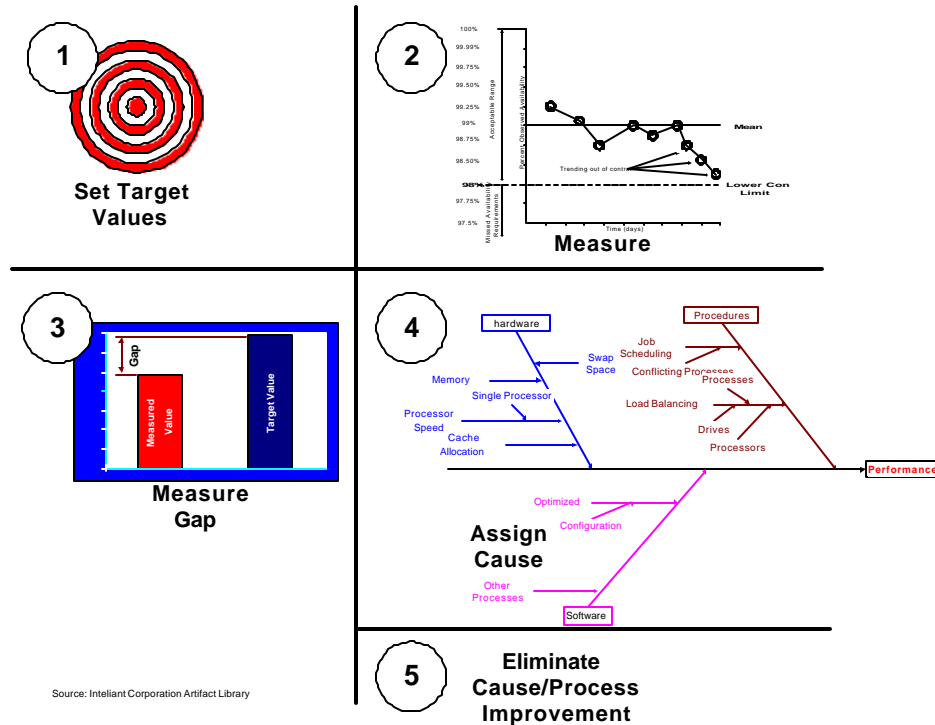 1
Set Target
Values
2
100%
99.99%
99.75%
99.50%
99.25%
99%
98.75%
98.50%
98%
97.75%
97.5%
Acceptabile Range
Missed Availability
Requirements
Percent Observed Availability
Mean
Trending out of contro
Lower Con
Limit
Time (days)
Measure
3
Gap
Measured
Value
Target Value
Measure
Gap
4
hardware
Swap
Space
Memory
Single Processor
Processor
Speed
Cache
Allocation
Procedures
Job
Scheduling
Conflicting Processes
Processes
Load Balancing
Drives
Processors
Performance
Optimized
Configuration
Assign
Cause
Other
Processes
Software
5
Eliminate
Cause/Process
Improvement
Source: Inteliant Corporation Artifact Library